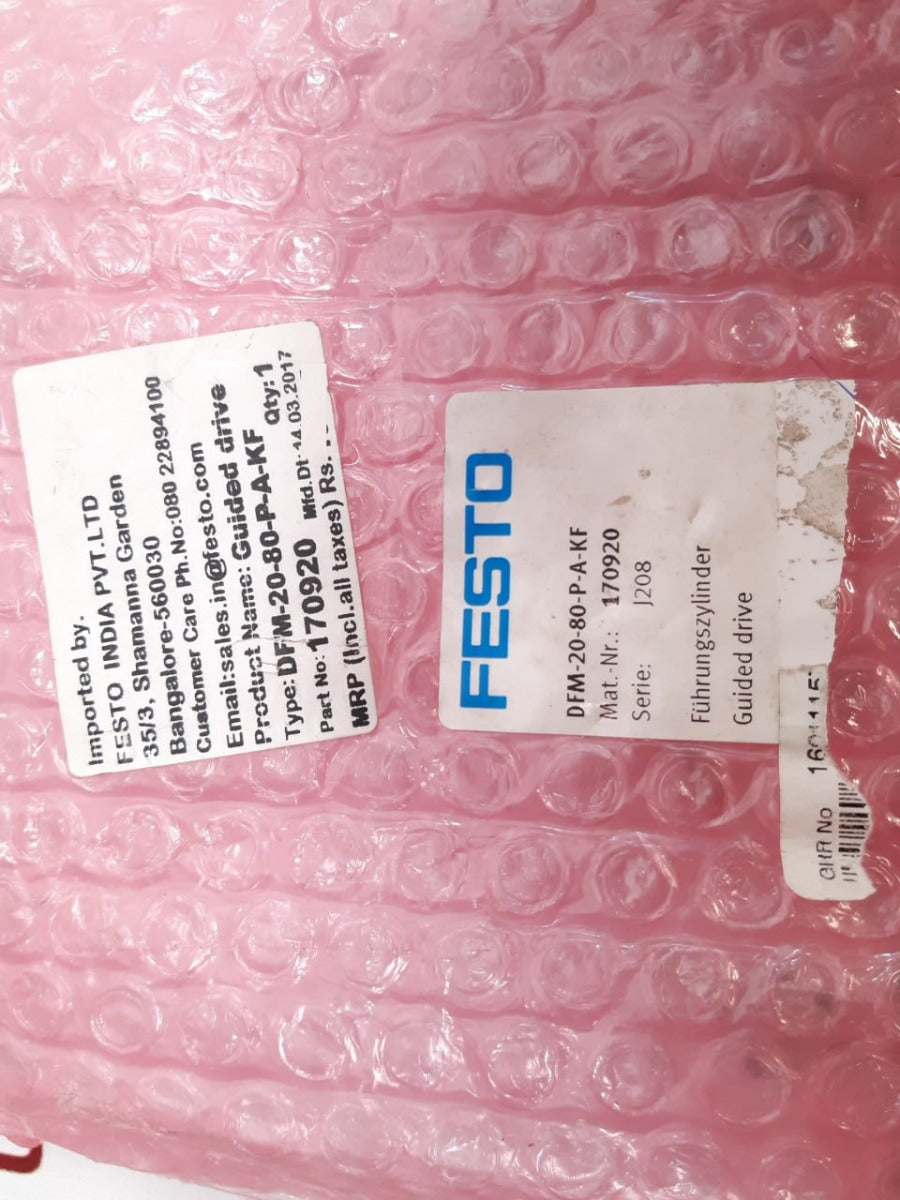 Imported by.
FESTO INDIA PVT.LTD
35/3, Shamanna Garden
Bangalore-560030
Customer Care Ph.No:080 22894100
Email:sales.in@festo.com
Product Name: Guided drive
Type: DFM-20-80-P-A-KF Qty:1
Part No: 170920 Mfd.Dt: 14.03.2017
MRP (Incl.all taxes) Rs.
FESTO
DFM-20-80-P-A-KF
Mat.-Nr.: 170920
Serie: J208
Führungszylinder
Guided drive
No